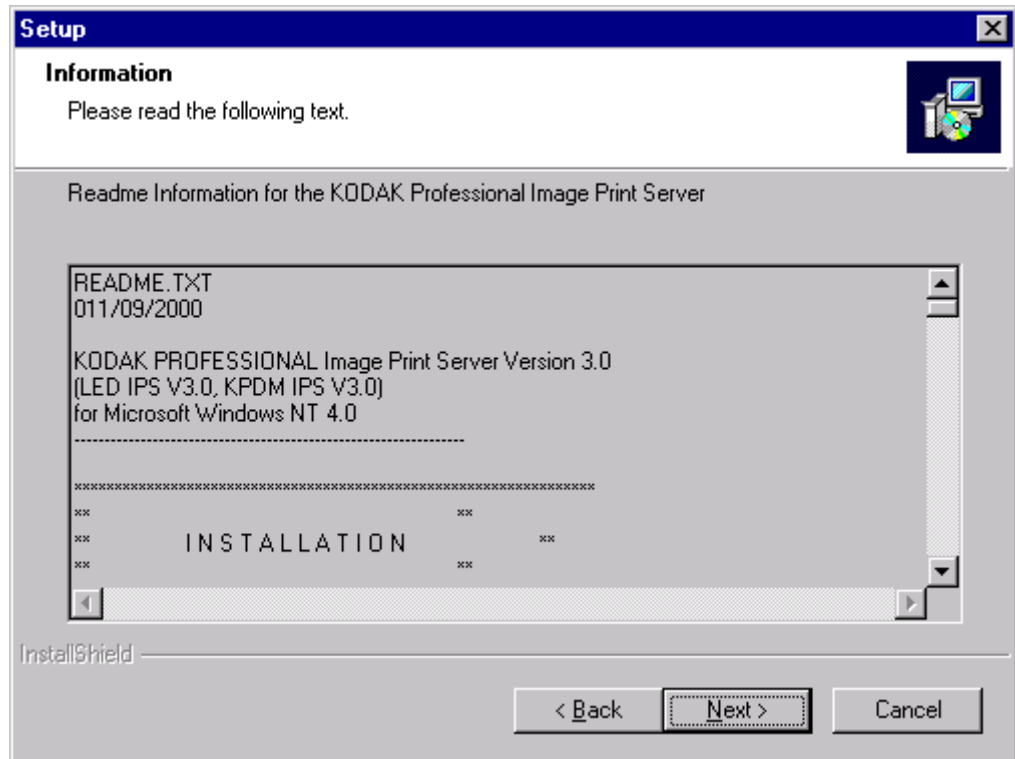 Setup
Information
Please read the following text.
Readme Information for the KODAK Professional Image Print Server
README.TXT
011/09/2000
KODAK PROFESSIONAL Image Print Server Version 3.0
(LED IPS V3.0, KPDM IPS V3.0)
for Microsoft Windows NT 4.0
-----------------------------------------------------------------
*****************************************************************
** **
** I N S T A L L A T I O N **
** **
InstallShield
< Back Next > Cancel